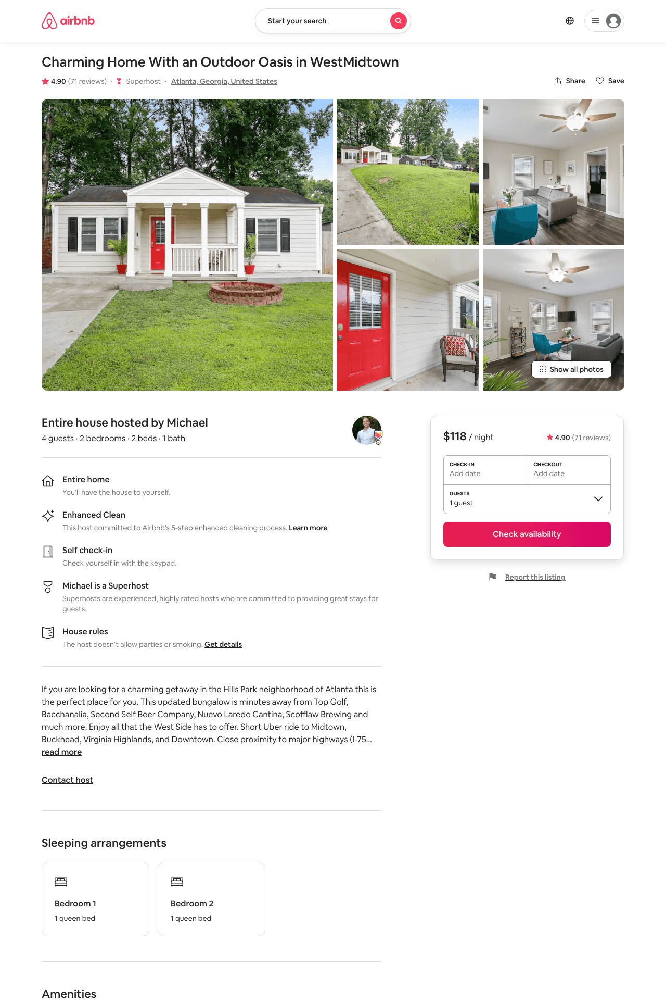 airbnb
Start your search
Charming Home With an Outdoor Oasis in WestMidtown
4.90 (71 reviews) · Superhost · Atlanta, Georgia, United States
Share
Save
Show all photos
Entire house hosted by Michael
4 guests · 2 bedrooms · 2 beds · 1 bath
$118 / night
4.90 (71 reviews)
CHECK-IN
Add date
CHECKOUT
Add date
GUESTS
1 guest
Check availability
Report this listing
Entire home
You'll have the house to yourself.
Enhanced Clean
This host committed to Airbnb's 5-step enhanced cleaning process. Learn more
Self check-in
Check yourself in with the keypad.
Michael is a Superhost
Superhosts are experienced, highly rated hosts who are committed to providing great stays for
guests.
House rules
The host doesn't allow parties or smoking. Get details
If you are looking for a charming getaway in the Hills Park neighborhood of Atlanta this is
the perfect place for you. This updated bungalow is minutes away from Top Golf,
Bacchanalia, Second Self Beer Company, Nuevo Laredo Cantina, Scofflaw Brewing and
much more. Enjoy all that the West Side has to offer. Short Uber ride to Midtown,
Buckhead, Virginia Highlands, and Downtown. Close proximity to major highways (I-75...
read more
Contact host
Sleeping arrangements
Bedroom 1
1 queen bed
Bedroom 2
1 queen bed
Amenities